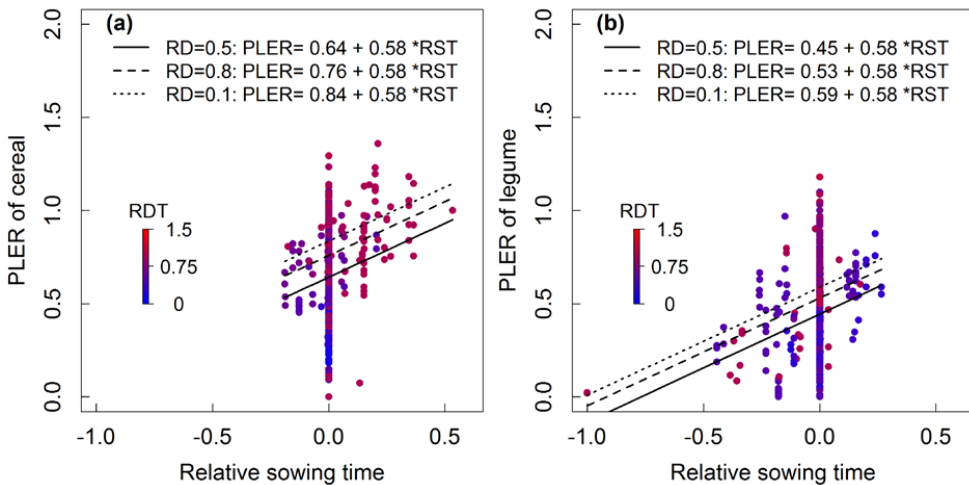 (a)
RD=0.5: PLER= 0.64 + 0.58 *RST
RD=0.8: PLER= 0.76 + 0.58 *RST
RD=0.1: PLER= 0.84 + 0.58 *RST
PLER of cereal
2.0
1.5
1.0
0.5
0.0
RDT
1.5
0.75
0
-1.0 -0.5 0.0 0.5
Relative sowing time
(b)
RD=0.5: PLER= 0.45 + 0.58 *RST
RD=0.8: PLER= 0.53 + 0.58 *RST
RD=0.1: PLER= 0.59 + 0.58 *RST
PLER of legume
2.0
1.5
1.0
0.5
0.0
RDT
1.5
0.75
0
-1.0 -0.5 0.0 0.5
Relative sowing time